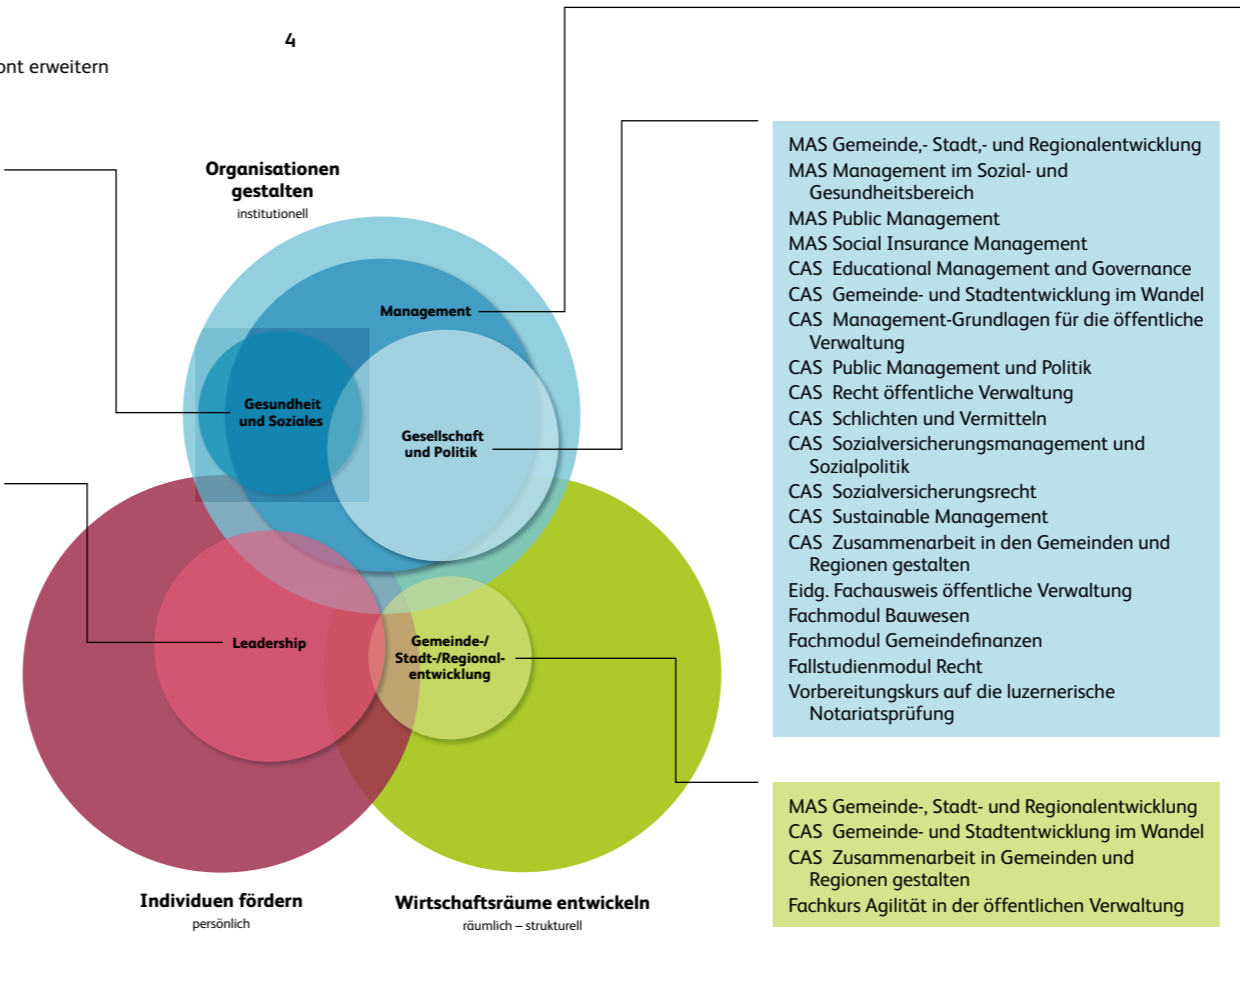 4
ont erweitern
Organisationen
gestalten
institutionell
Management
Gesundheit
und Soziales
Gesellschaft
und Politik
Leadership
Gemeinde-/
Stadt-/Regional-
entwicklung
Individuen fördern
persönlich
Wirtschaftsräume entwickeln
räumlich – strukturell
MAS Gemeinde,- Stadt,- und Regionalentwicklung
MAS Management im Sozial- und
Gesundheitsbereich
MAS Public Management
MAS Social Insurance Management
CAS Educational Management and Governance
CAS Gemeinde- und Stadtentwicklung im Wandel
CAS Management-Grundlagen für die öffentliche
Verwaltung
CAS Public Management und Politik
CAS Recht öffentliche Verwaltung
CAS Schlichten und Vermitteln
CAS Sozialversicherungsmanagement und
Sozialpolitik
CAS Sozialversicherungsrecht
CAS Sustainable Management
CAS Zusammenarbeit in den Gemeinden und
Regionen gestalten
Eidg. Fachausweis öffentliche Verwaltung
Fachmodul Bauwesen
Fachmodul Gemeindefinanzen
Fallstudienmodul Recht
Vorbereitungskurs auf die luzernerische
Notariatsprüfung
MAS Gemeinde-, Stadt- und Regionalentwicklung
CAS Gemeinde- und Stadtentwicklung im Wandel
CAS Zusammenarbeit in Gemeinden und
Regionen gestalten
Fachkurs Agilität in der öffentlichen Verwaltung